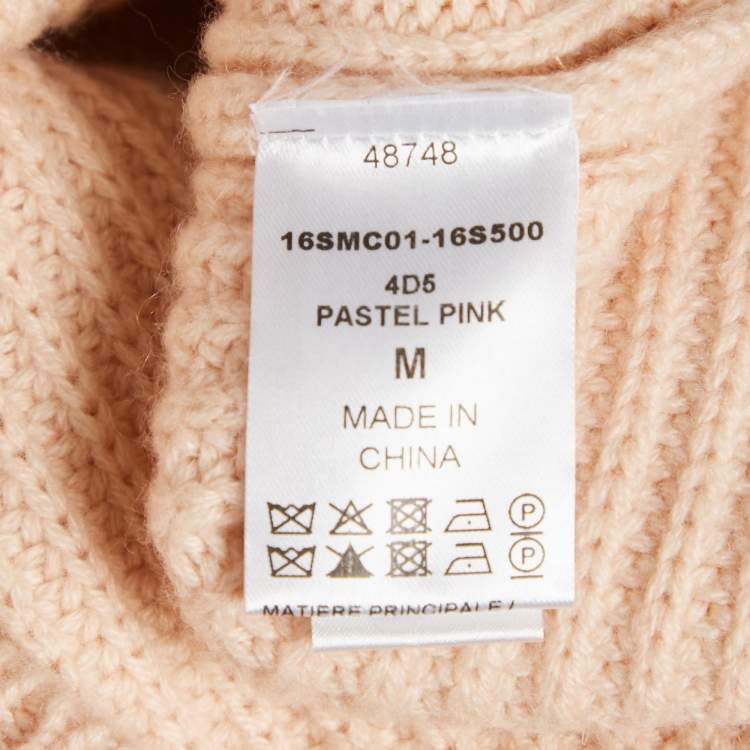 48748
16SMC01-16S500
4D5
PASTEL PINK
M
MADE IN
CHINA
P
P
MATIERE PRINCIPALE /